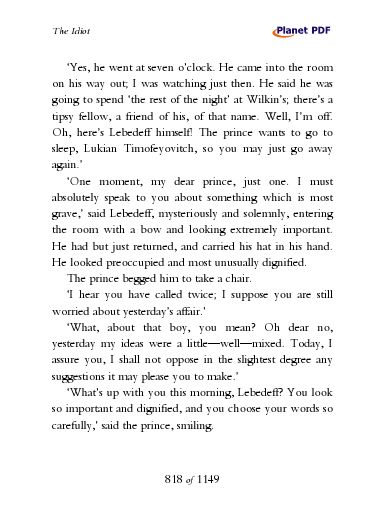 The Idiot
Planet PDF
‘Yes, he went at seven o’clock. He came into the room
on his way out; I was watching just then. He said he was
going to spend ‘the rest of the night’ at Wilkin’s; there’s a
tipsy fellow, a friend of his, of that name. Well, I’m off.
Oh, here’s Lebedeff himself! The prince wants to go to
sleep, Lukian Timofeyovitch, so you may just go away
again.’
‘One moment, my dear prince, just one. I must
absolutely speak to you about something which is most
grave,’ said Lebedeff, mysteriously and solemnly, entering
the room with a bow and looking extremely important.
He had but just returned, and carried his hat in his hand.
He looked preoccupied and most unusually dignified.
The prince begged him to take a chair.
‘I hear you have called twice; I suppose you are still
worried about yesterday’s affair.’
‘What, about that boy, you mean? Oh dear no,
yesterday my ideas were a little—well—mixed. Today, I
assure you, I shall not oppose in the slightest degree any
suggestions it may please you to make.’
‘What’s up with you this morning, Lebedeff? You look
so important and dignified, and you choose your words so
carefully,’ said the prince, smiling.
818 of 1149